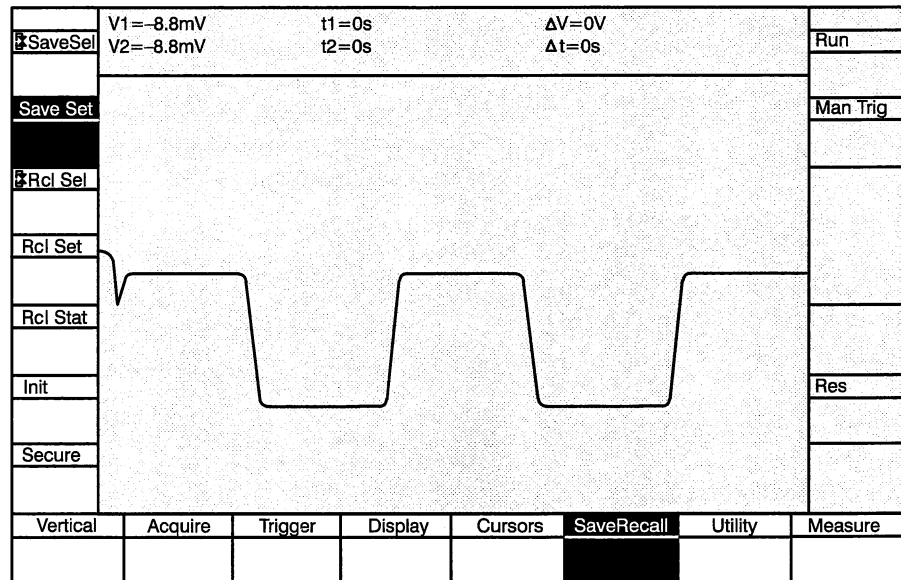 V1=–8.8mV t1=0s ΔV=0V
V2=–8.8mV t2=0s Δt=0s
SaveSel
Save Set
Rcl Sel
Rcl Set
Rcl Stat
Init
Secure
Run
Man Trig
Res
Vertical Acquire Trigger Display Cursors SaveRecall Utility Measure